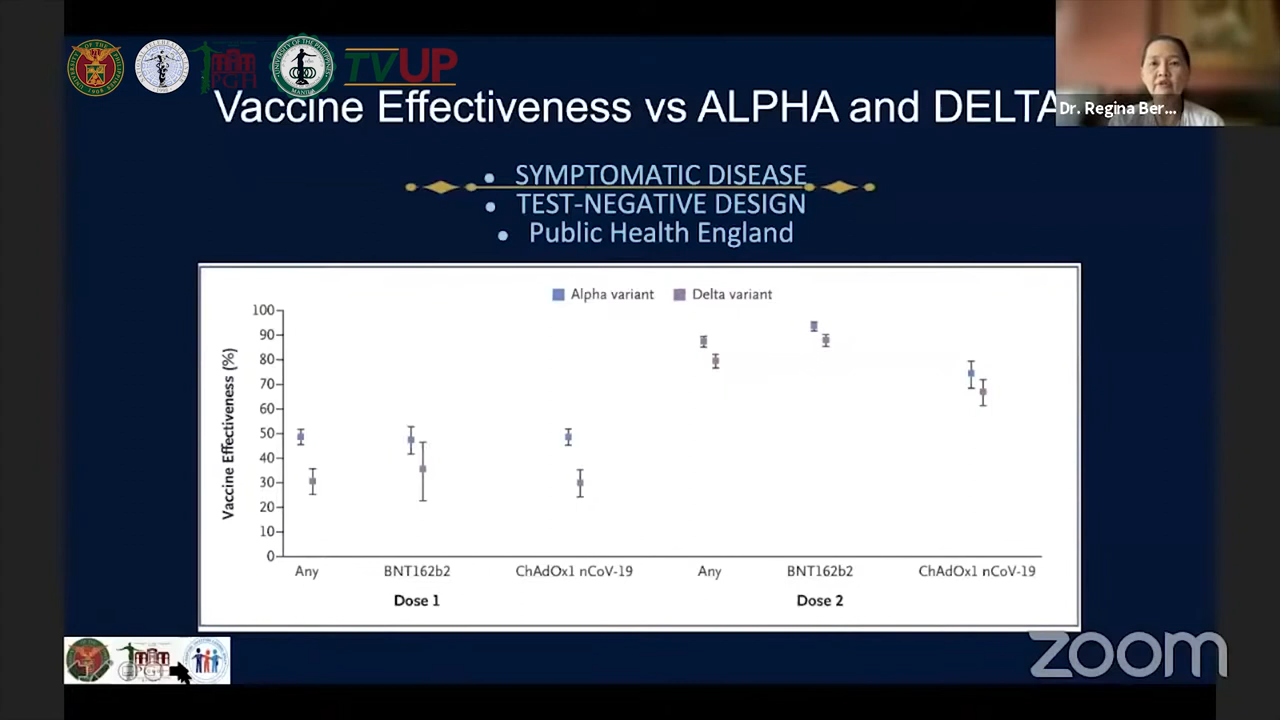 TVUP
PGH
Dr. Regina Ber...
Vaccine Effectiveness vs ALPHA and DELTA
• SYMPTOMATIC DISEASE
• TEST-NEGATIVE DESIGN
• Public Health England
Alpha variant Delta variant
Vaccine Effectiveness (%)
100
90
80
70
60
50
40
30
20
10
0
Any BNT162b2 ChAdOx1 nCoV-19 Any BNT162b2 ChAdOx1 nCoV-19
Dose 1 Dose 2
zoom